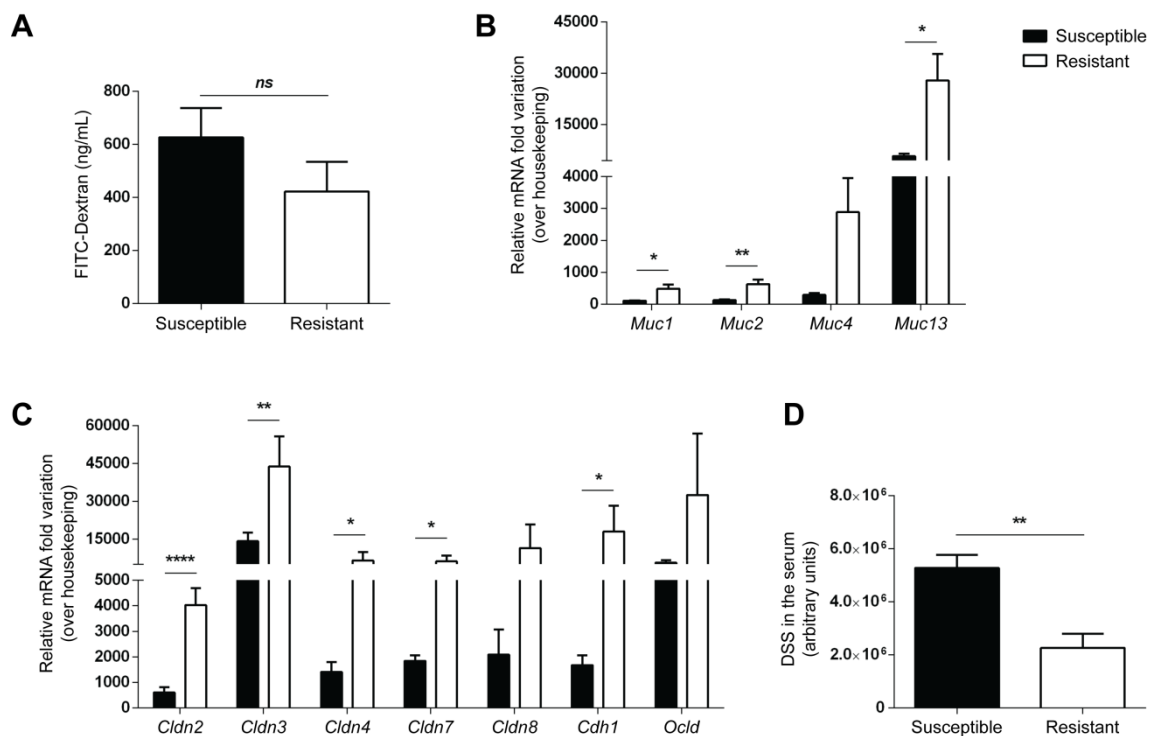 A
FITC-Dextran (ng/mL)
800
600
400
200
0
ns
Susceptible
Resistant
B
Relative mRNA fold variation
(over housekeeping)
45000
30000
15000
4000
3000
2000
1000
0
*
**
*
Muc1
Muc2
Muc4
Muc13
Susceptible
Resistant
C
Relative mRNA fold variation
(over housekeeping)
60000
45000
30000
15000
5000
4000
3000
2000
1000
0
****
**
*
*
*
Cldn2
Cldn3
Cldn4
Cldn7
Cldn8
Cdh1
Ocld
D
DSS in the serum
(arbitrary units)
8.0×10⁶
6.0×10⁶
4.0×10⁶
2.0×10⁶
0
**
Susceptible
Resistant